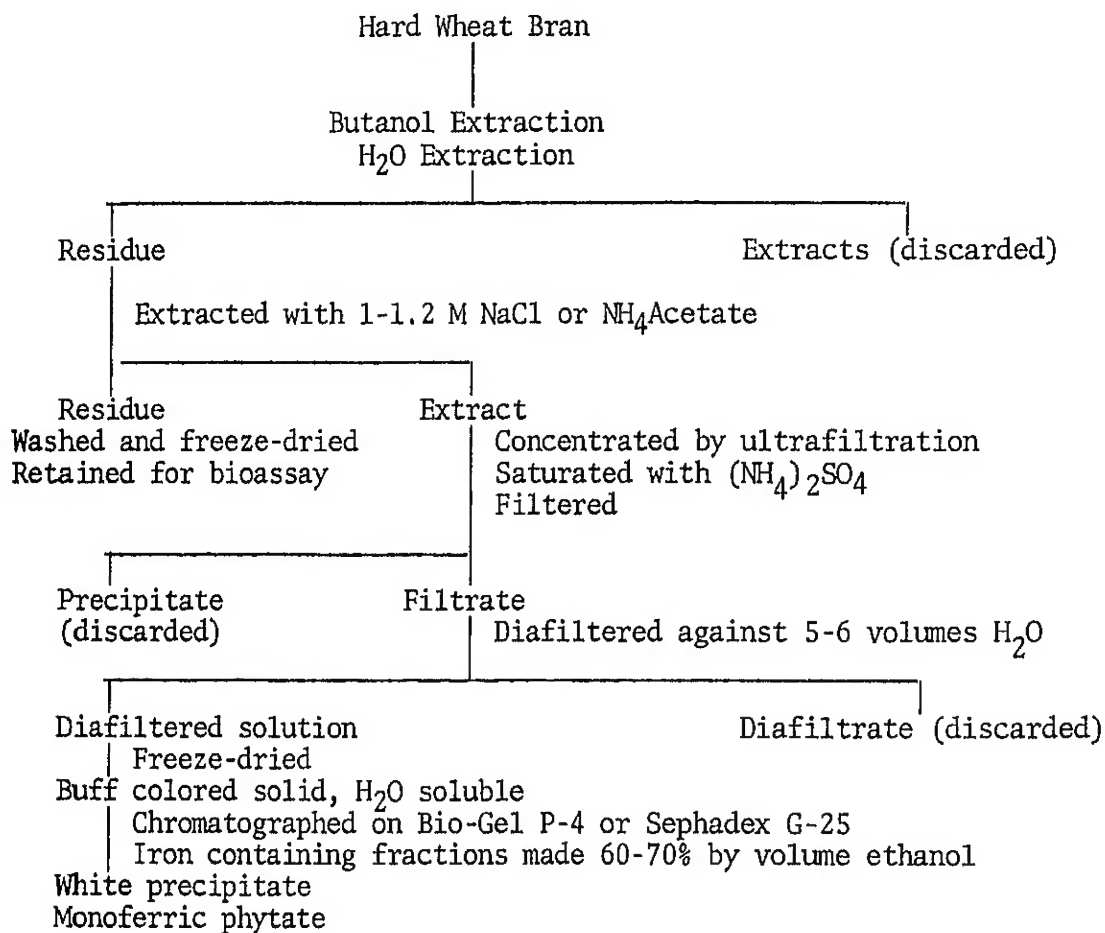 Hard Wheat Bran
Butanol Extraction
H₂O Extraction
Residue
Extracts (discarded)
Extracted with 1-1.2 M NaCl or NH₄Acetate
Residue
Washed and freeze-dried
Retained for bioassay
Extract
Concentrated by ultrafiltration
Saturated with (NH₄)₂SO₄
Filtered
Precipitate
(discarded)
Filtrate
Diafiltered against 5-6 volumes H₂O
Diafiltered solution
Diafiltrate (discarded)
Freeze-dried
Buff colored solid, H₂O soluble
Chromatographed on Bio-Gel P-4 or Sephadex G-25
Iron containing fractions made 60-70% by volume ethanol
White precipitate
Monoferric phytate